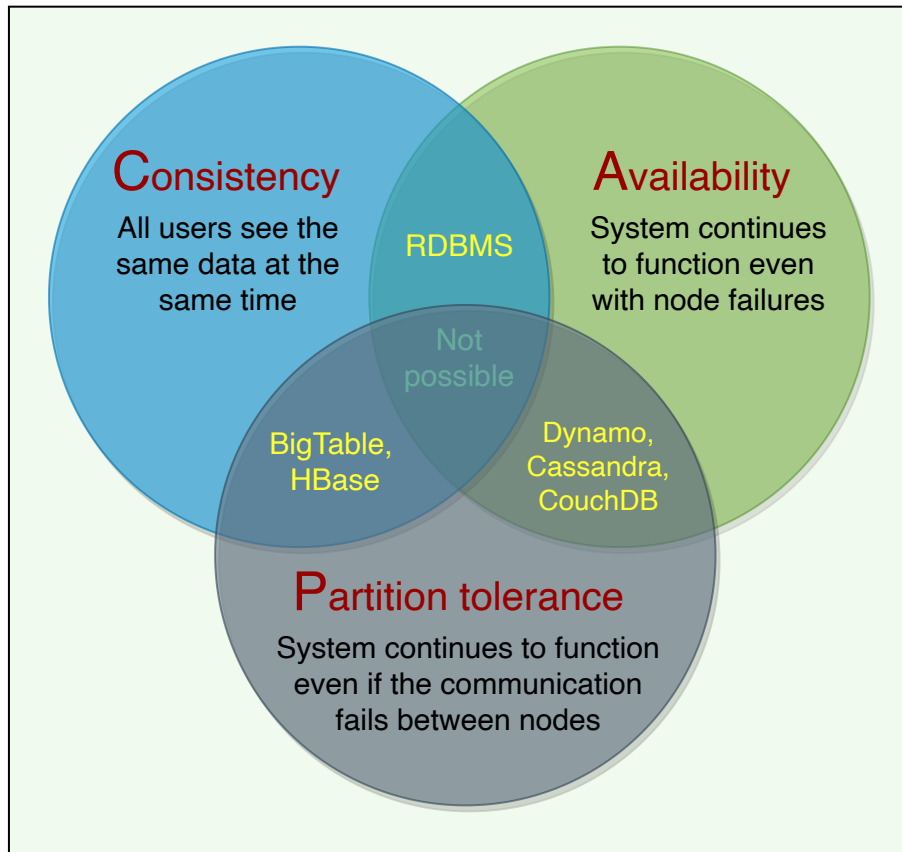 Consistency
All users see the
same data at the
same time
Availability
System continues
to function even
with node failures
RDBMS
Not
possible
BigTable,
HBase
Dynamo,
Cassandra,
CouchDB
Partition tolerance
System continues to function
even if the communication
fails between nodes